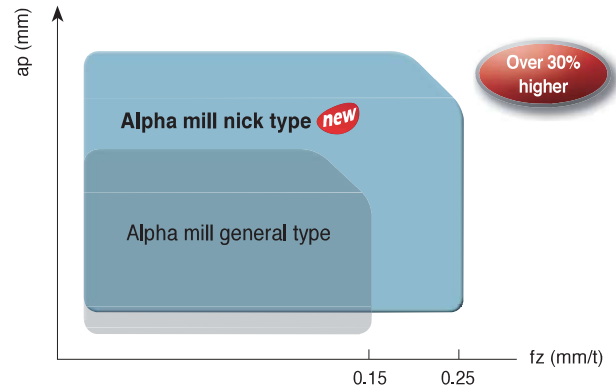 ap (mm)
Over 30%
higher
Alpha mill nick type new
Alpha mill general type
fz (mm/t)
0.15
0.25